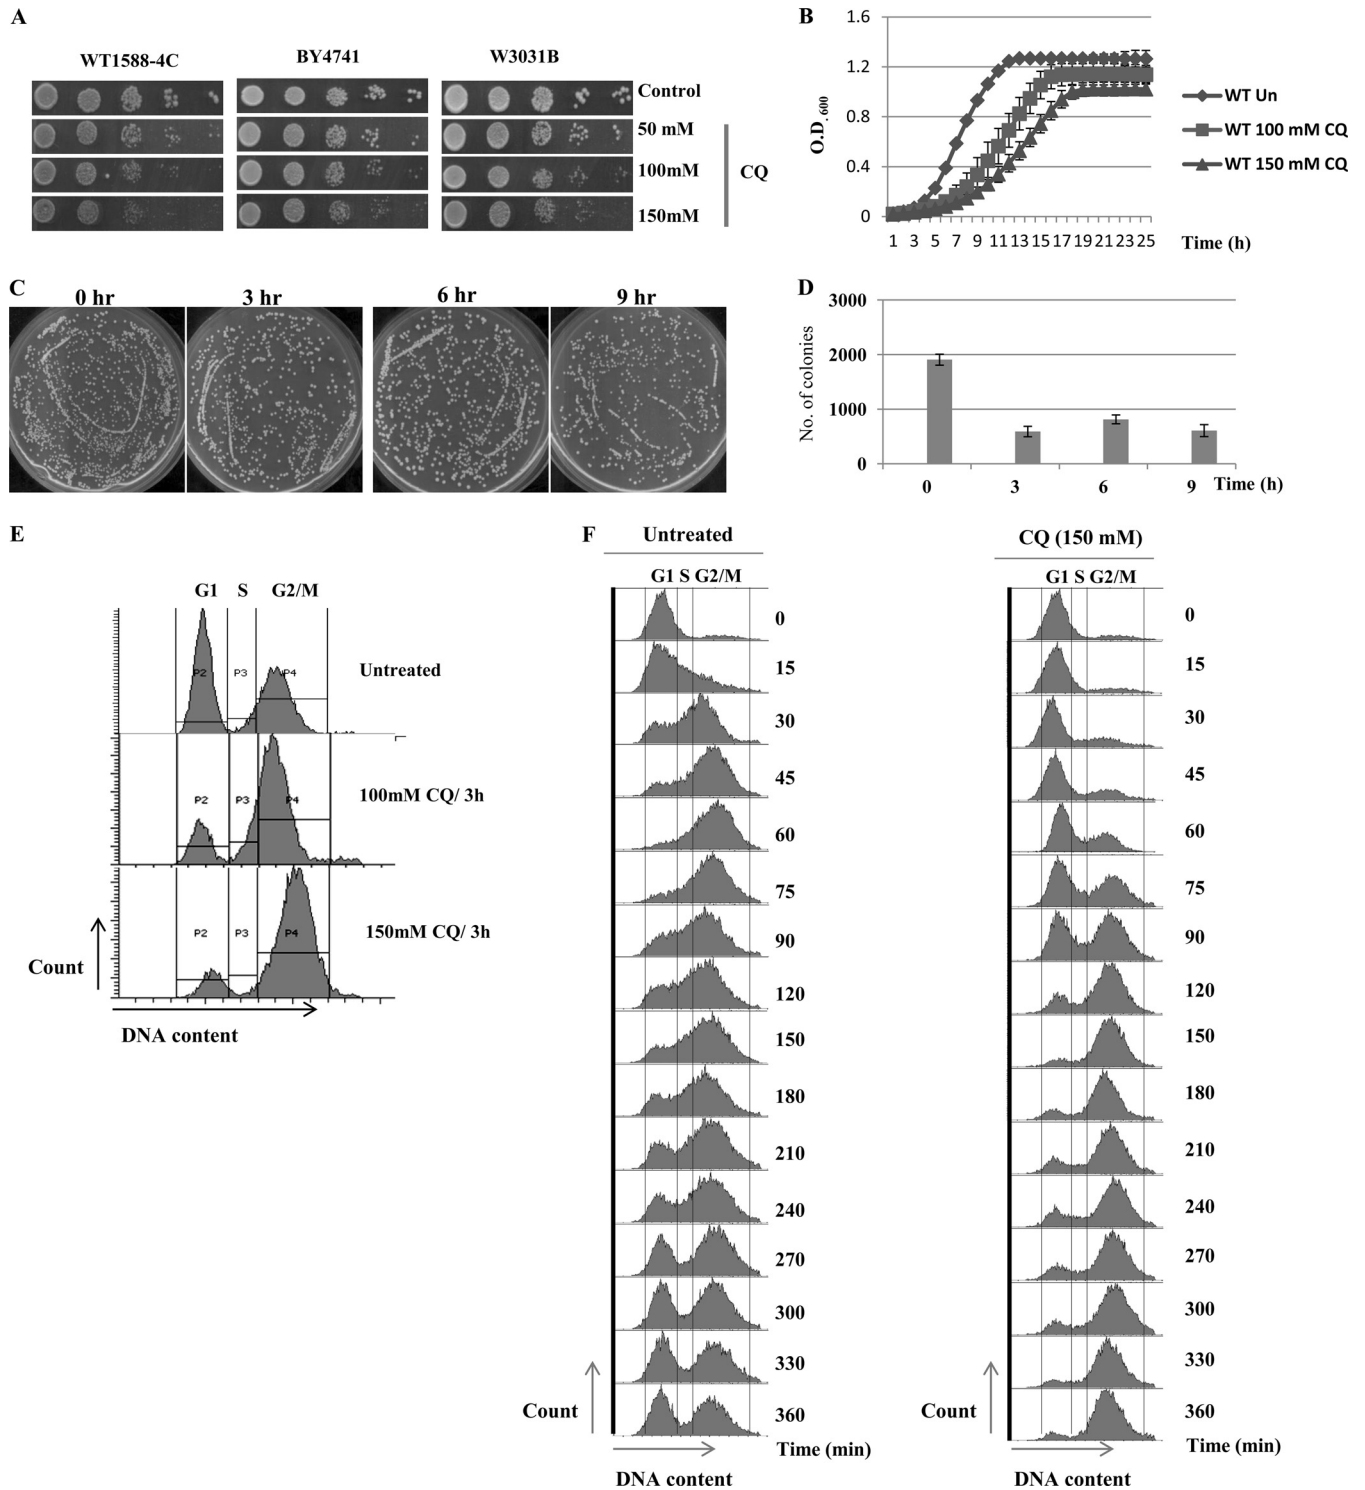 A
WT1588-4C
BY4741
W3031B
Control
50 mM
100mM
150mM
CQ
B
1.6
1.2
0.8
0.4
0
O.D.600
1 3 5 7 9 11 13 15 17 19 21 23 25
Time (h)
WT Un
WT 100 mM CQ
WT 150 mM CQ
C
0 hr
3 hr
6 hr
9 hr
D
3000
2000
1000
0
No. of colonies
0 3 6 9
Time (h)
E
G1 S G2/M
P2 P3 P4
Untreated
P2 P3 P4
100mM CQ/ 3h
P2 P3 P4
150mM CQ/ 3h
Count
DNA content
F
Untreated
G1 S G2/M
0
15
30
45
60
75
90
120
150
180
210
240
270
300
330
360
Count
Time (min)
DNA content
CQ (150 mM)
G1 S G2/M
0
15
30
45
60
75
90
120
150
180
210
240
270
300
330
360
Count
Time (min)
DNA content